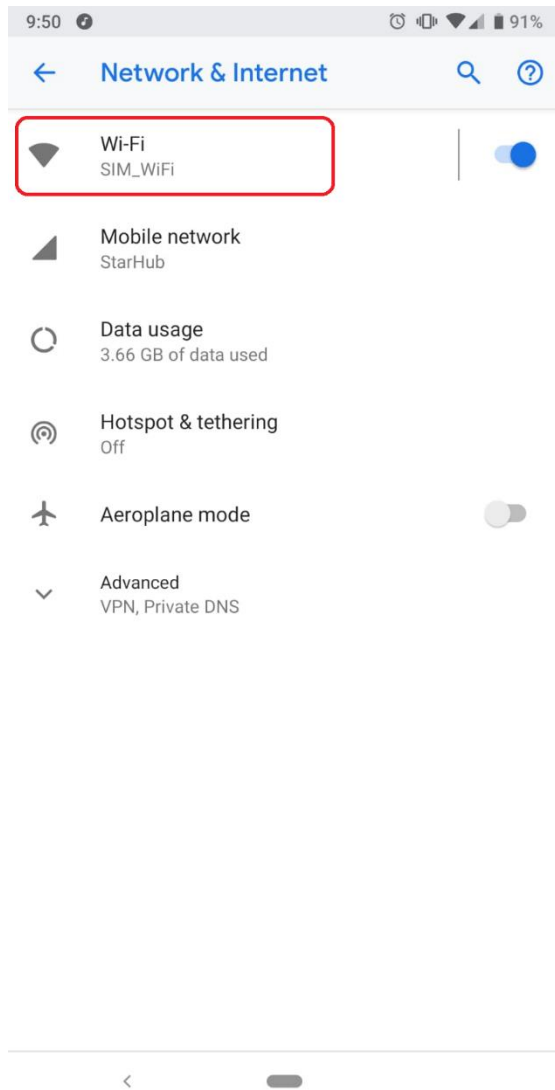 9:50 91%
Network & Internet
Wi-Fi
SIM_WiFi
Mobile network
StarHub
Data usage
3.66 GB of data used
Hotspot & tethering
Off
Aeroplane mode
Advanced
VPN, Private DNS